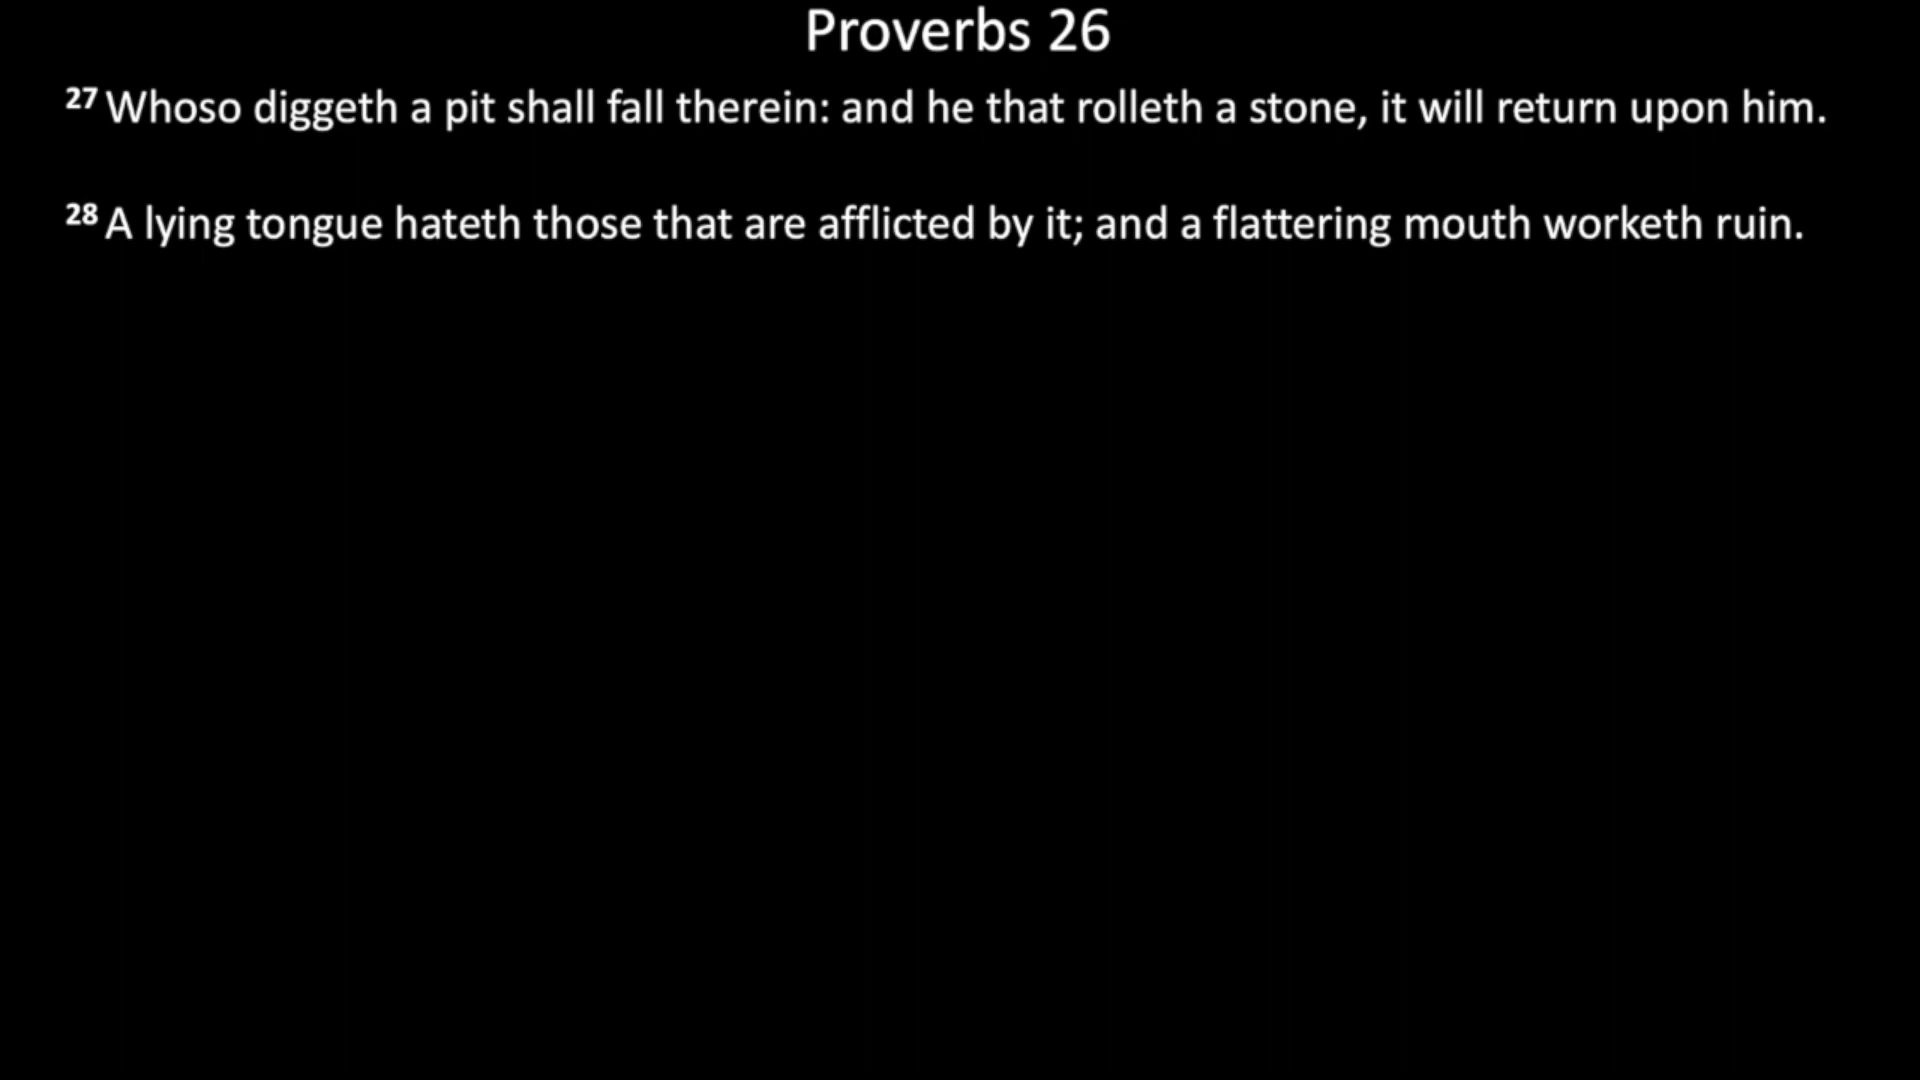 Proverbs 26
27 Whoso diggeth a pit shall fall therein: and he that rolleth a stone, it will return upon him.
28 A lying tongue hateth those that are afflicted by it; and a flattering mouth worketh ruin.